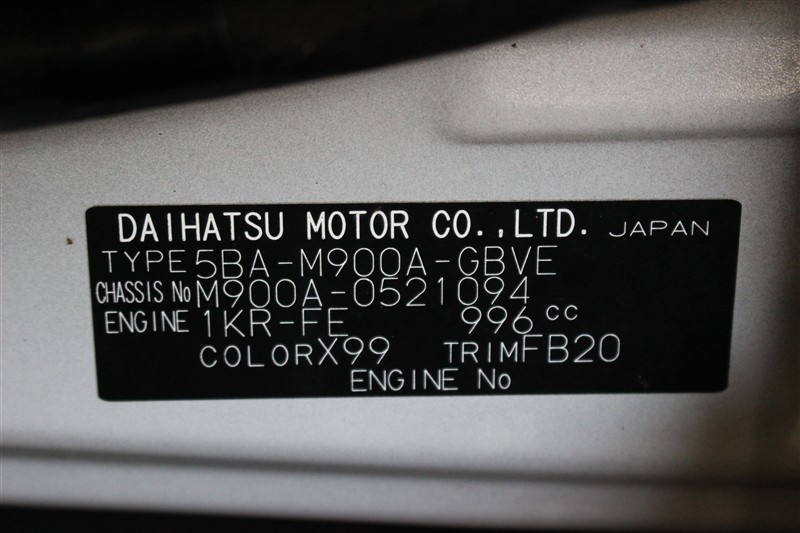 DAIHATSU MOTOR CO.,LTD. JAPAN
TYPE 5BA-M900A-GBVE
CHASSIS No M900A-0521094
ENGINE 1KR-FE 996 cc
COLOR X99 TRIM FB20
ENGINE No